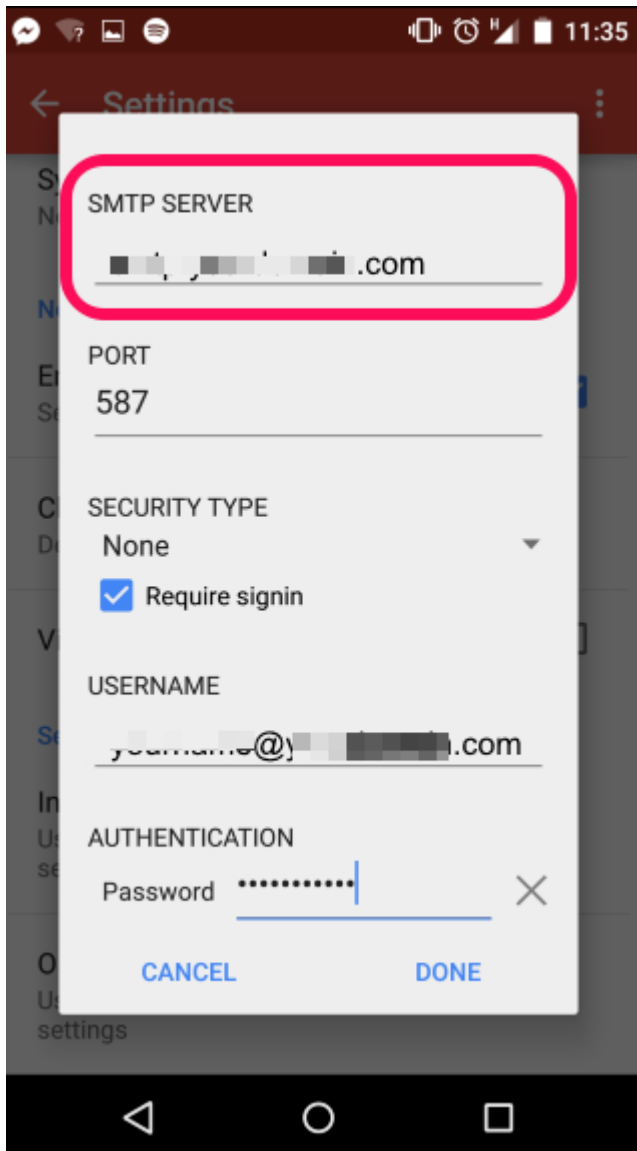 11:35
Settings
SMTP SERVER
.com
PORT
587
SECURITY TYPE
None
Require signin
USERNAME
@ .com
AUTHENTICATION
Password
CANCEL
DONE
settings